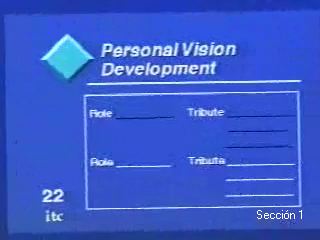 Personal Vision
Development
Role Tribute
Role Tribute
22
itc
Sección 1